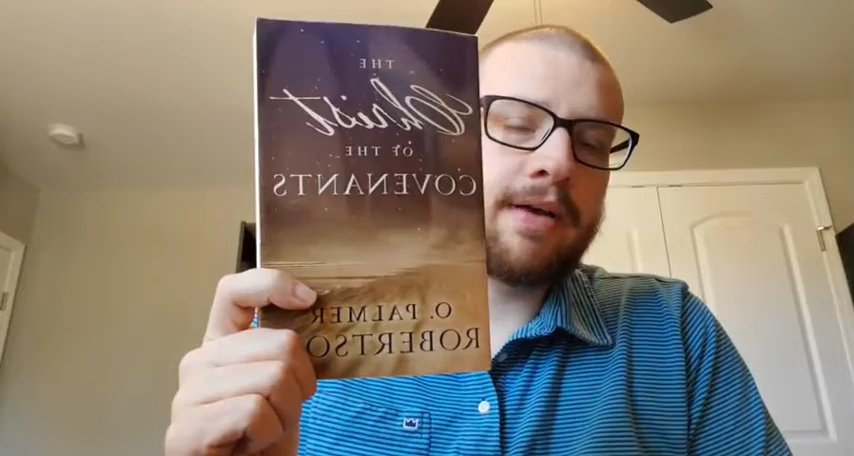 THE
Christ
OF THE
COVENANTS
O. PALMER
ROBERTSO